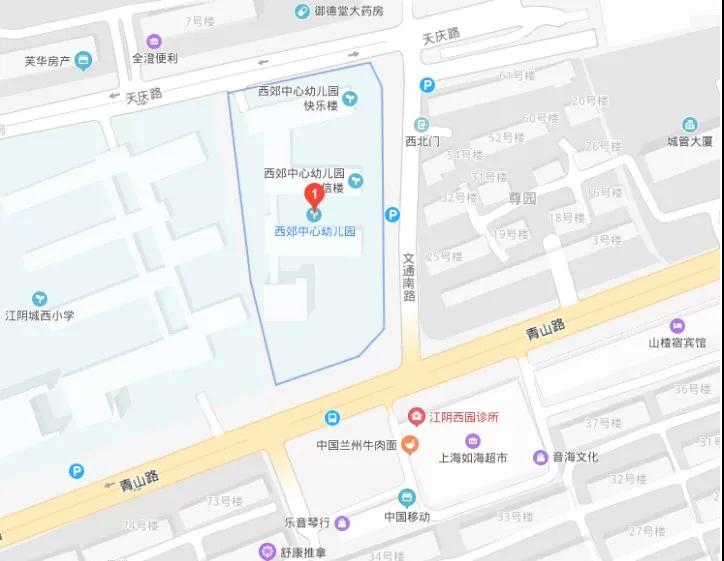 御德堂大药房
7号楼
天庆路
芙华房产
全澄便利
61号楼
P
天庆路
西郊中心幼儿园
快乐楼
20号楼
60号楼
西北门
52号楼
城管大厦
54号楼
26号楼
西郊中心幼儿园
信楼
31号楼
1
32号楼
尊园
16号楼
P
18号楼
西郊中心幼儿园
19号楼
3号楼
25号楼
文通南路
江阴城西小学
青山路
山楂宿宾馆
36号楼
江阴西园诊所
37号楼
中国兰州牛肉面
上海如海超市
音海文化
P
青山路
32号楼
73号楼
中国移动
33号楼
74号楼
乐音琴行
27号楼
舒康推拿
34号楼